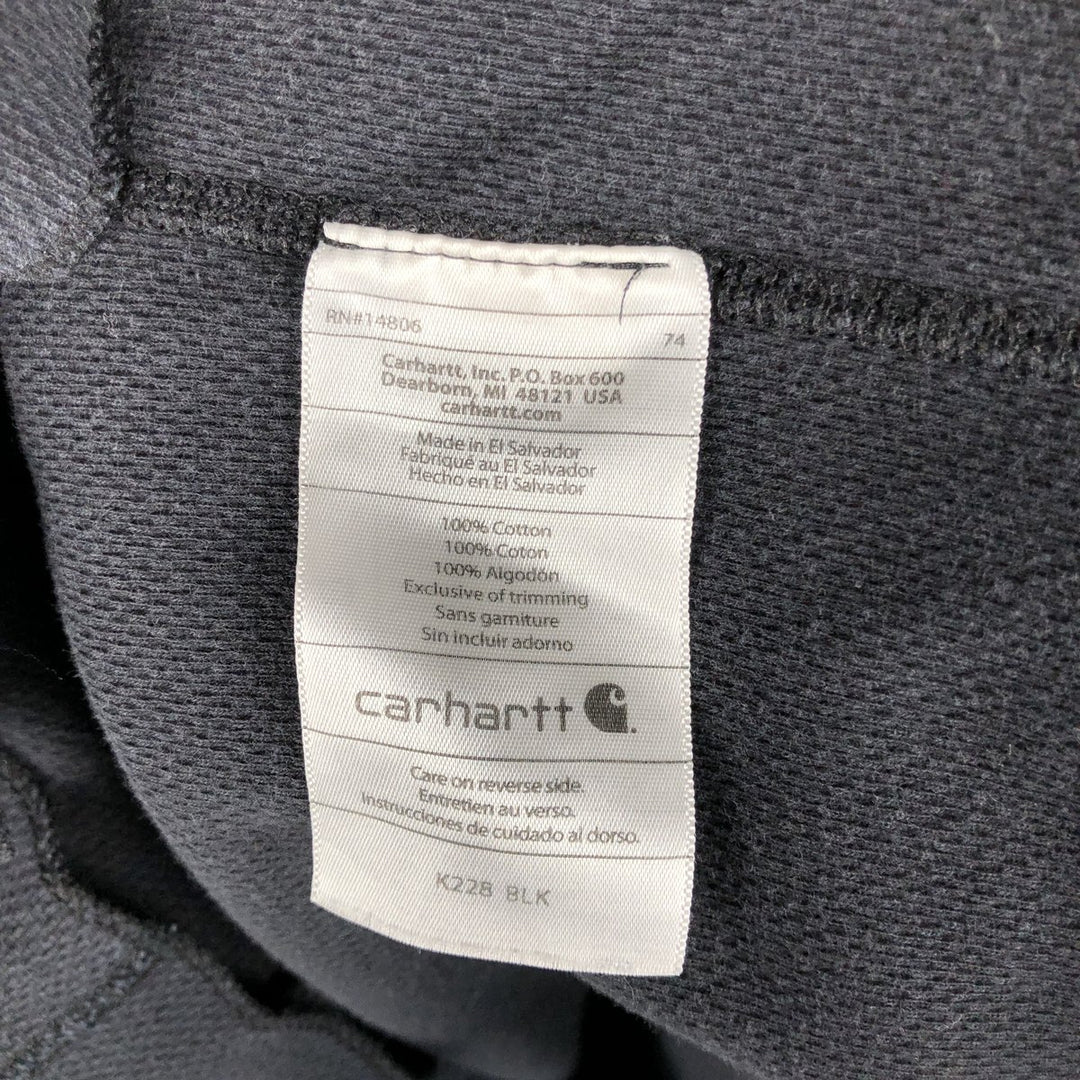 RN#14806 74
Carhartt, Inc. P.O. Box 600
Dearborn, MI 48121 USA
carhartt.com
Made in El Salvador
Fabriqué au El Salvador
Hecho en El Salvador
100% Cotton
100% Coton
100% Algodón
Exclusive of trimming
Sans garniture
Sin incluir adorno
carhartt
Care on reverse side.
Entretien au verso.
Instrucciones de cuidado al dorso.
K228 BLK